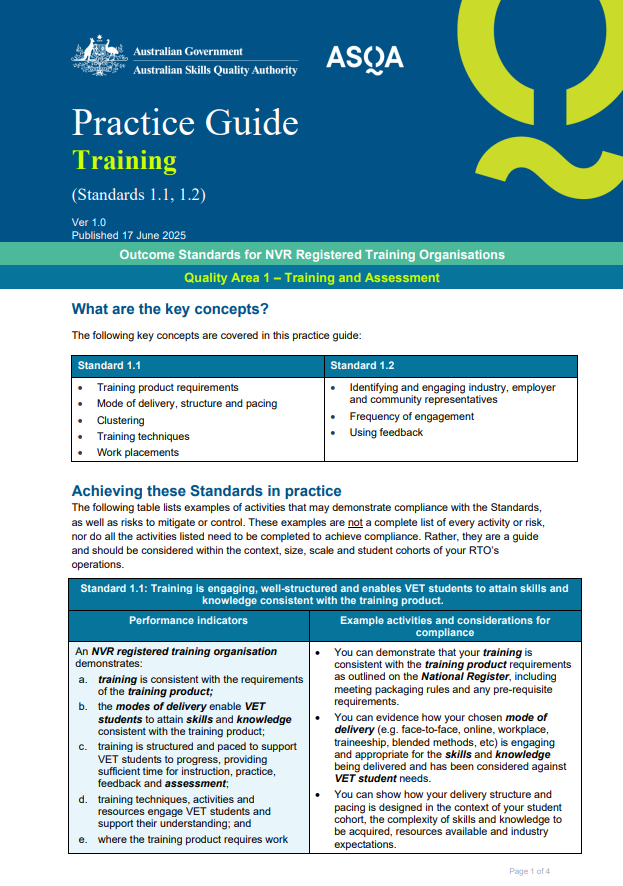 Australian Government
Australian Skills Quality Authority
ASQA
Practice Guide
Training
(Standards 1.1, 1.2)
Ver 1.0
Published 17 June 2025
Outcome Standards for NVR Registered Training Organisations
Quality Area 1 – Training and Assessment
What are the key concepts?
The following key concepts are covered in this practice guide:
Standard 1.1
• Training product requirements
• Mode of delivery, structure and pacing
• Clustering
• Training techniques
• Work placements
Standard 1.2
• Identifying and engaging industry, employer
and community representatives
• Frequency of engagement
• Using feedback
Achieving these Standards in practice
The following table lists examples of activities that may demonstrate compliance with the Standards,
as well as risks to mitigate or control. These examples are not a complete list of every activity or risk,
nor do all the activities listed need to be completed to achieve compliance. Rather, they are a guide
and should be considered within the context, size, scale and student cohorts of your RTO’s
operations.
Standard 1.1: Training is engaging, well-structured and enables VET students to attain skills and
knowledge consistent with the training product.
Performance indicators
An NVR registered training organisation
demonstrates:
a. training is consistent with the requirements
of the training product;
b. the modes of delivery enable VET
students to attain skills and knowledge
consistent with the training product;
c. training is structured and paced to support
VET students to progress, providing
sufficient time for instruction, practice,
feedback and assessment;
d. training techniques, activities and
resources engage VET students and
support their understanding; and
e. where the training product requires work
Example activities and considerations for
compliance
• You can demonstrate that your training is
consistent with the training product requirements
as outlined on the National Register, including
meeting packaging rules and any pre-requisite
requirements.
• You can evidence how your chosen mode of
delivery (e.g. face-to-face, online, workplace,
traineeship, blended methods, etc) is engaging
and appropriate for the skills and knowledge
being delivered and has been considered against
VET student needs.
• You can show how your delivery structure and
pacing is designed in the context of your student
cohort, the complexity of skills and knowledge to
be acquired, resources available and industry
expectations.
Page 1 of 4